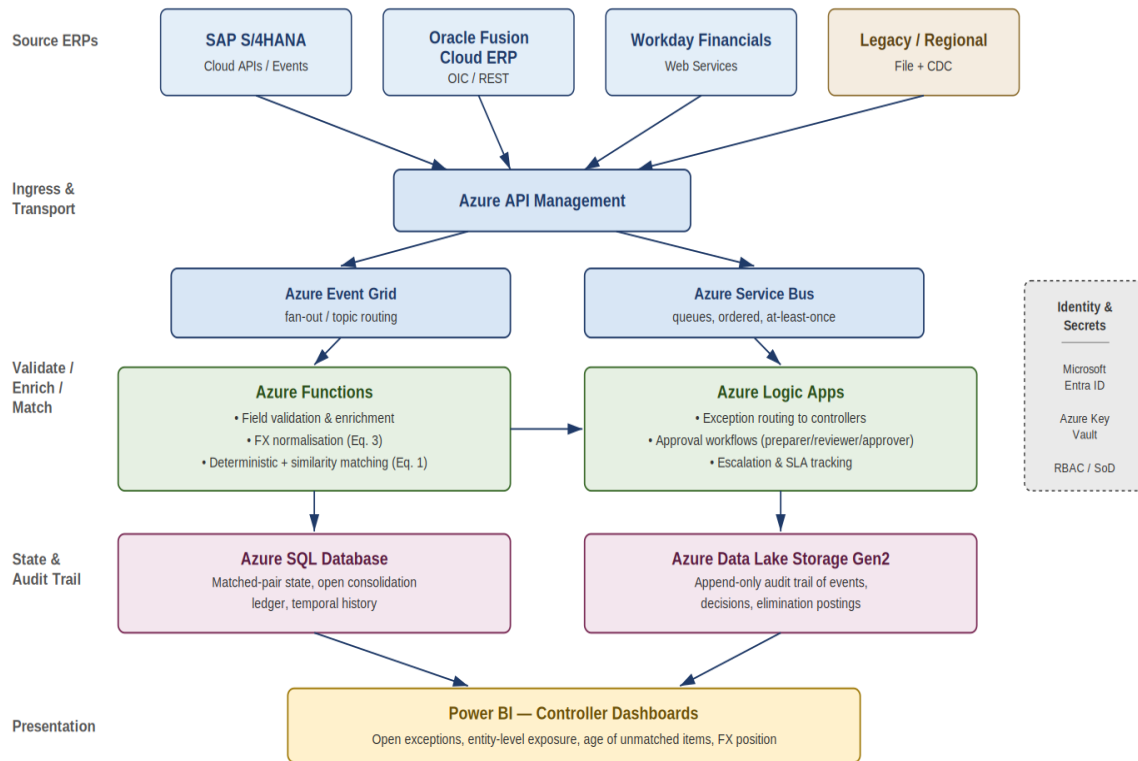 Source ERPs
SAP S/4HANA
Cloud APIs / Events
Oracle Fusion
Cloud ERP
OIC / REST
Workday Financials
Web Services
Legacy / Regional
File + CDC
Ingress &
Transport
Azure API Management
Azure Event Grid
fan-out / topic routing
Azure Service Bus
queues, ordered, at-least-once
Identity &
Secrets
Microsoft
Entra ID
Azure Key
Vault
RBAC / SoD
Validate /
Enrich /
Match
Azure Functions
• Field validation & enrichment
• FX normalisation (Eq. 3)
• Deterministic + similarity matching (Eq. 1)
Azure Logic Apps
• Exception routing to controllers
• Approval workflows (preparer/reviewer/approver)
• Escalation & SLA tracking
State &
Audit Trail
Azure SQL Database
Matched-pair state, open consolidation
ledger, temporal history
Azure Data Lake Storage Gen2
Append-only audit trail of events,
decisions, elimination postings
Presentation
Power BI — Controller Dashboards
Open exceptions, entity-level exposure, age of unmatched items, FX position